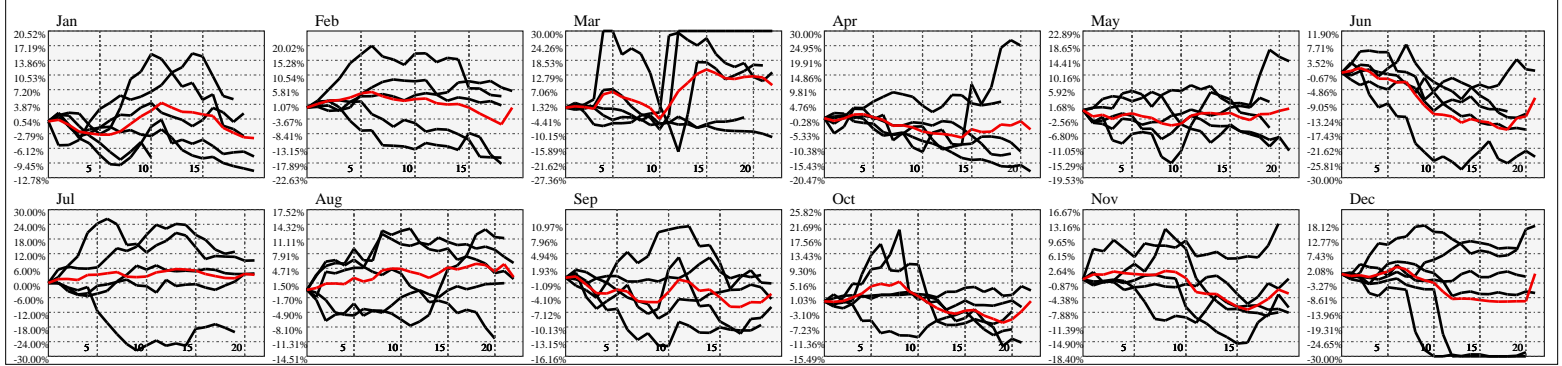 Jan Feb Mar Apr May Jun
20.52% 17.19% 13.86% 10.53% 7.20% 3.87% 0.54% -2.79% -6.12% -9.45% -12.78%
5 10 15
20.02% 15.28% 10.54% 5.81% 1.07% -3.67% -8.41% -13.15% -17.89% -22.63%
5 10 15
30.00% 24.26% 18.53% 12.79% 7.06% 1.32% -4.41% -10.15% -15.89% -21.62% -27.36%
5 10 15 20
30.00% 24.95% 19.91% 14.86% 9.81% 4.76% -0.28% -5.33% -10.38% -15.43% -20.47%
5 10 15 20
22.89% 18.65% 14.41% 10.16% 5.92% 1.68% -2.56% -6.80% -11.05% -15.29% -19.53%
5 10 15 20
11.90% 7.71% 3.52% -0.67% -4.86% -9.05% -13.24% -17.43% -21.62% -25.81% -30.00%
5 10 15 20
Jul Aug Sep Oct Nov Dec
30.00% 24.00% 18.00% 12.00% 6.00% 0.00% -6.00% -12.00% -18.00% -24.00% -30.00%
5 10 15 20
17.52% 14.32% 11.11% 7.91% 4.71% 1.50% -1.70% -4.90% -8.10% -11.31% -14.51%
5 10 15 20
10.97% 7.96% 4.94% 1.93% -1.09% -4.10% -7.12% -10.13% -13.15% -16.16%
5 10 15
25.82% 21.69% 17.56% 13.43% 9.30% 5.16% 1.03% -3.10% -7.23% -11.36% -15.49%
5 10 15 20
16.67% 13.16% 9.65% 6.15% 2.64% -0.87% -4.38% -7.88% -11.39% -14.90% -18.40%
5 10 15 20
18.12% 12.77% 7.43% 2.08% -3.27% -8.61% -13.96% -19.31% -24.65% -30.00%
5 10 15 20